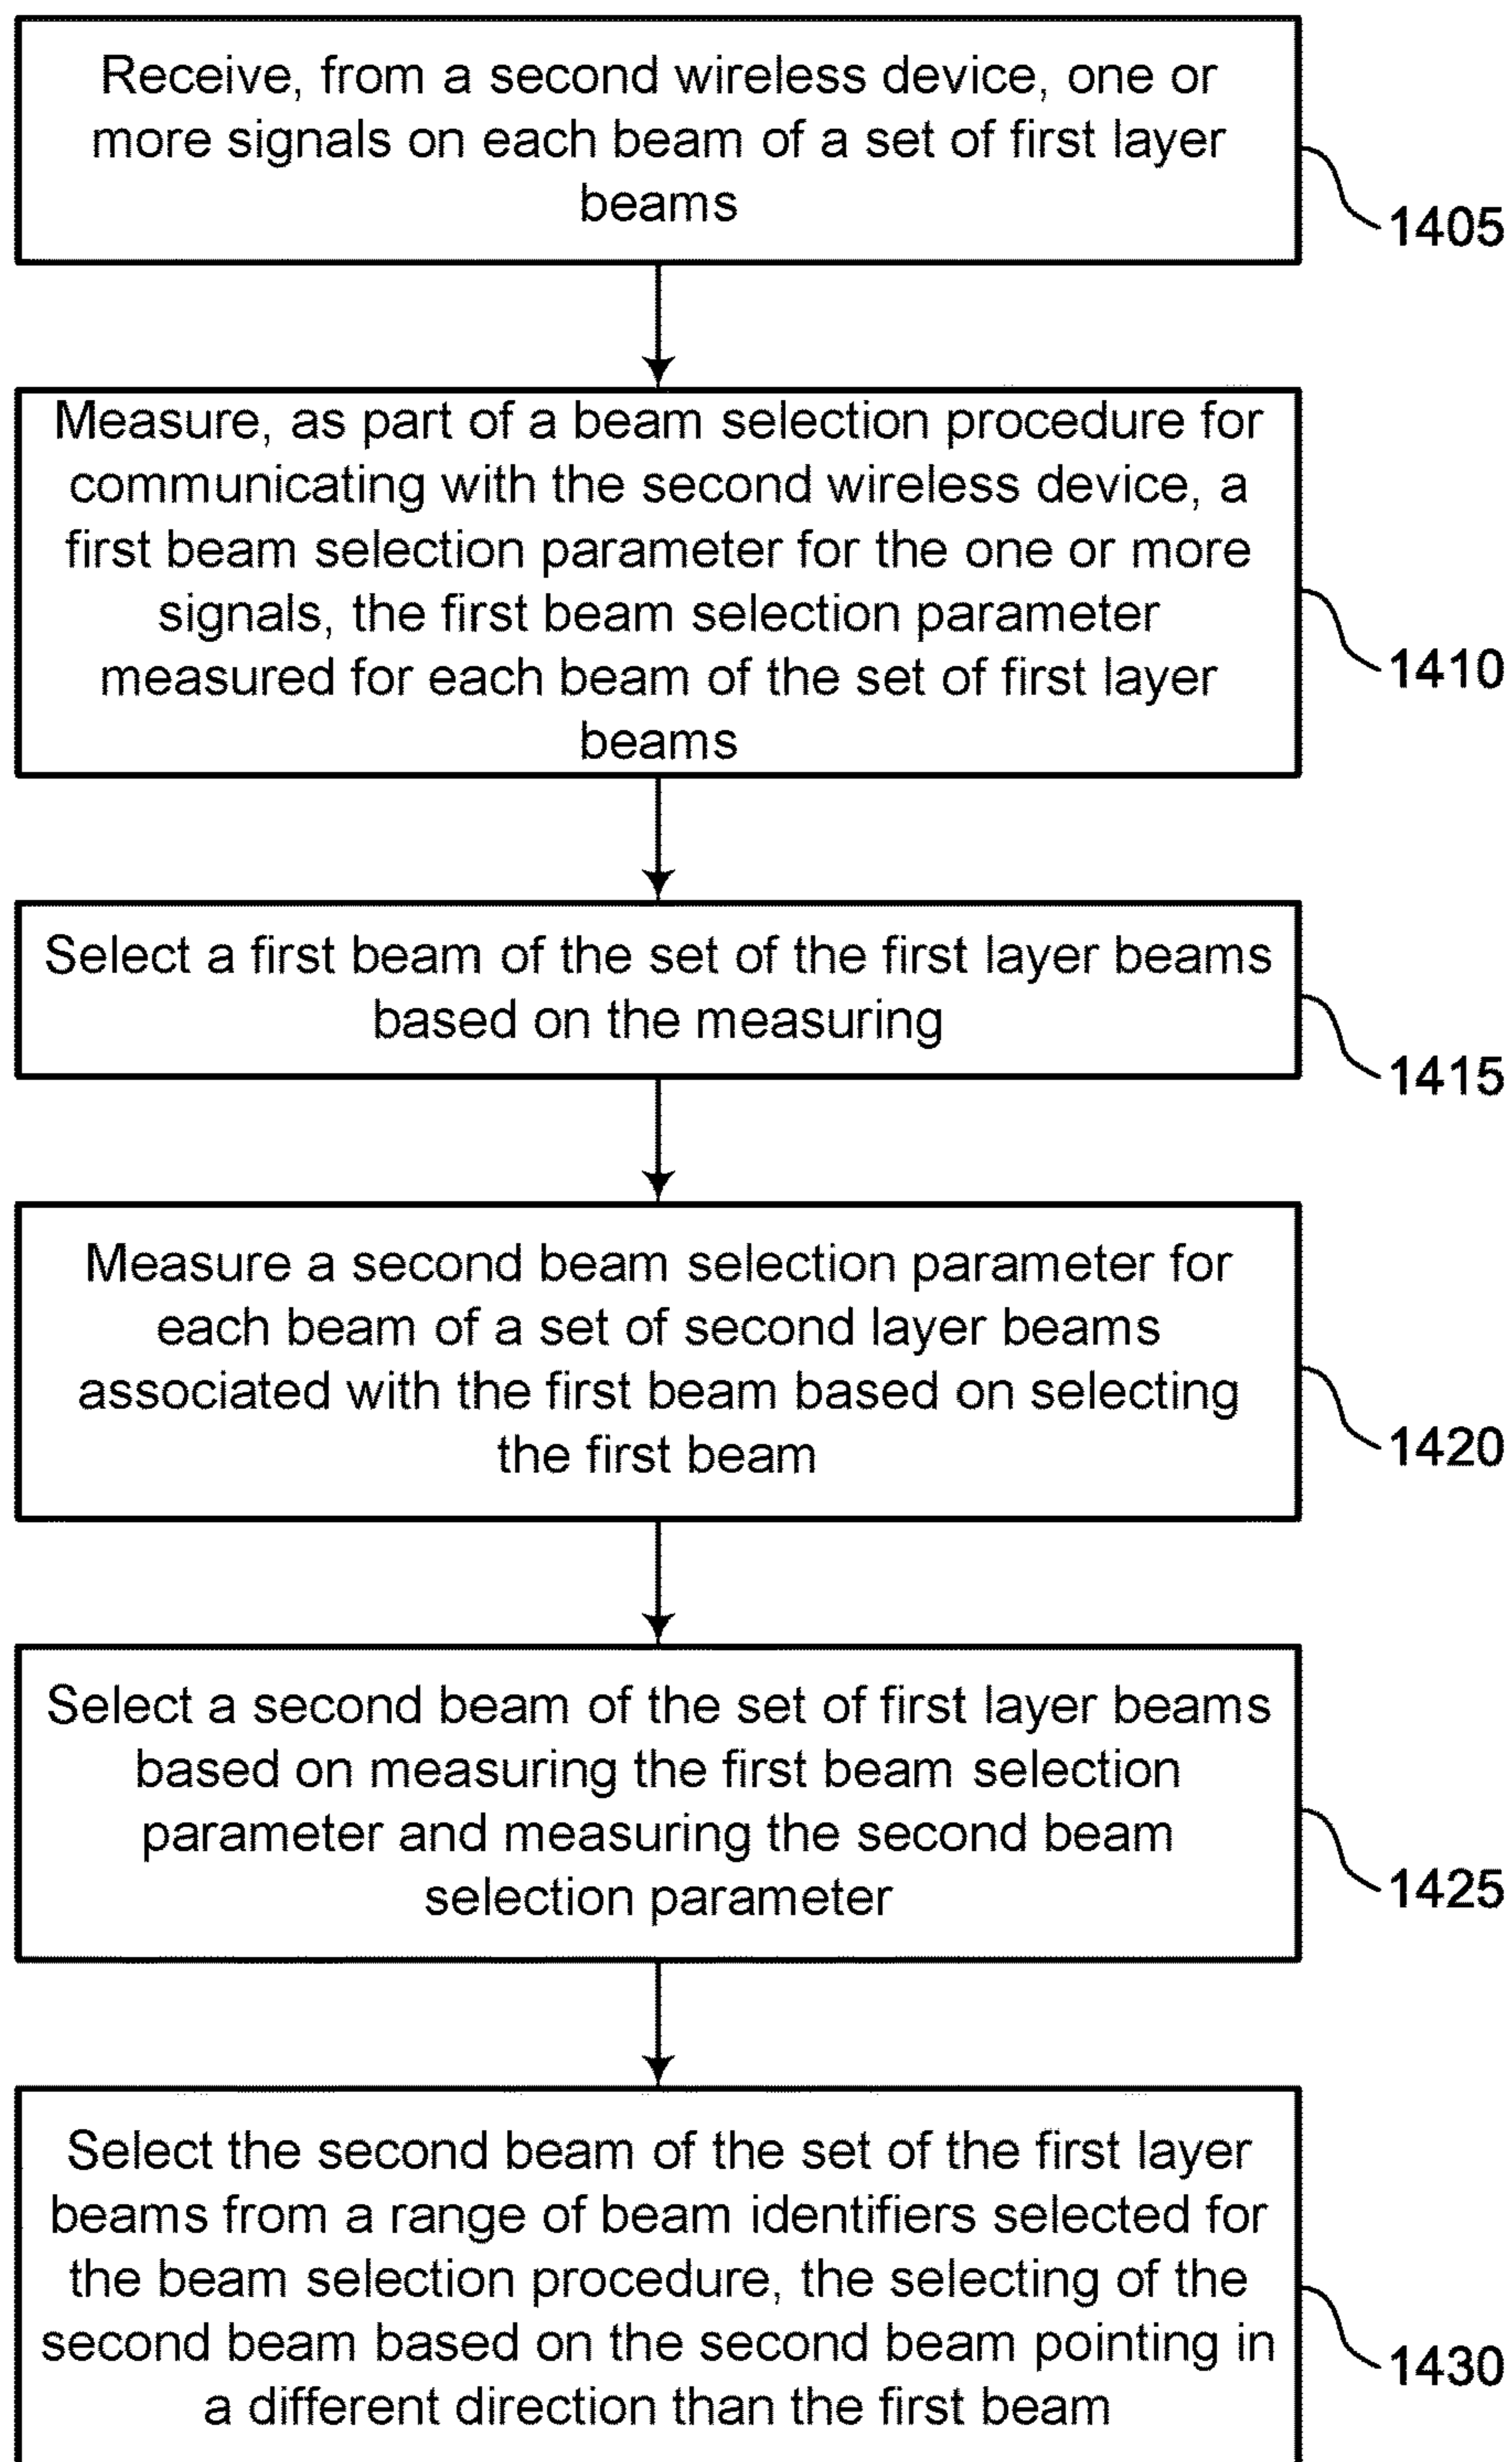 Receive, from a second wireless device, one or
more signals on each beam of a set of first layer
beams
1405
Measure, as part of a beam selection procedure for
communicating with the second wireless device, a
first beam selection parameter for the one or more
signals, the first beam selection parameter
measured for each beam of the set of first layer
beams
1410
Select a first beam of the set of the first layer beams
based on the measuring
1415
Measure a second beam selection parameter for
each beam of a set of second layer beams
associated with the first beam based on selecting
the first beam
1420
Select a second beam of the set of first layer beams
based on measuring the first beam selection
parameter and measuring the second beam
selection parameter
1425
Select the second beam of the set of the first layer
beams from a range of beam identifiers selected for
the beam selection procedure, the selecting of the
second beam based on the second beam pointing in
a different direction than the first beam
1430